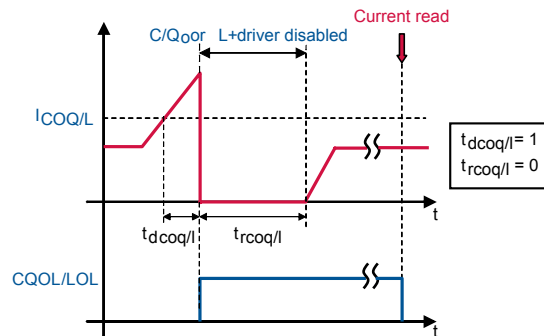 Current read
C/Qoor L+driver disabled
ICOQ/L
tdcoq/l = 1
trcoq/l = 0
t
tdcoq/l trcoq/l
CQOL/LOL
t